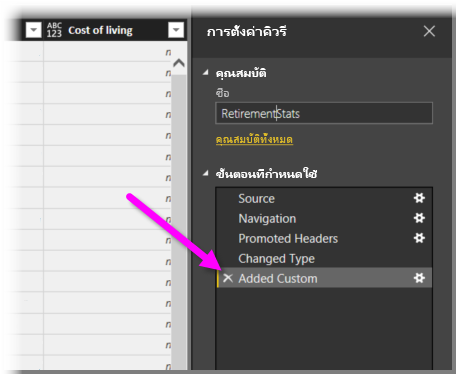 ABC
123 Cost of living
การตั้งค่าคิวรี
คุณสมบัติ
ชื่อ
RetirementStats
คุณสมบัติทั้งหมด
ขั้นตอนที่กำหนดใช้
Source
Navigation
Promoted Headers
Changed Type
Added Custom